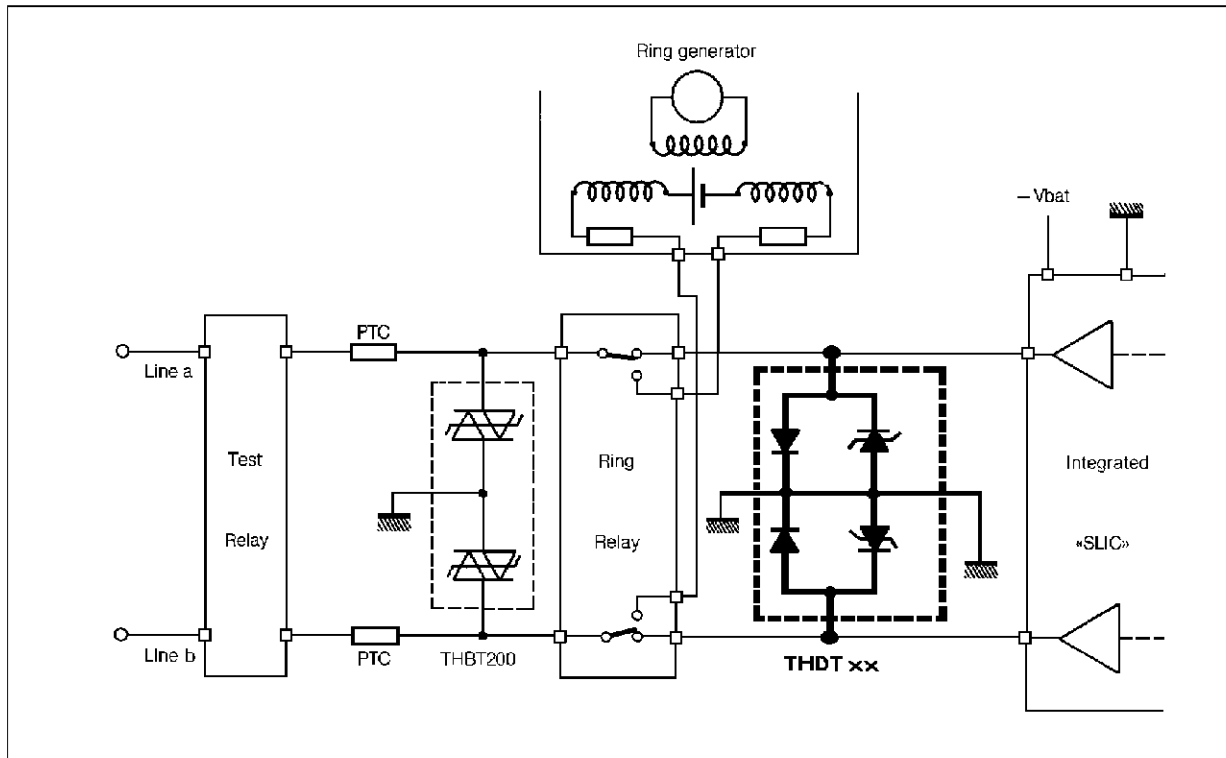 Ring generator
– Vbat
PTC
Line a
Test
Relay
Ring
Relay
Integrated
«SLIC»
Line b
PTC
THBT200
THDT xx